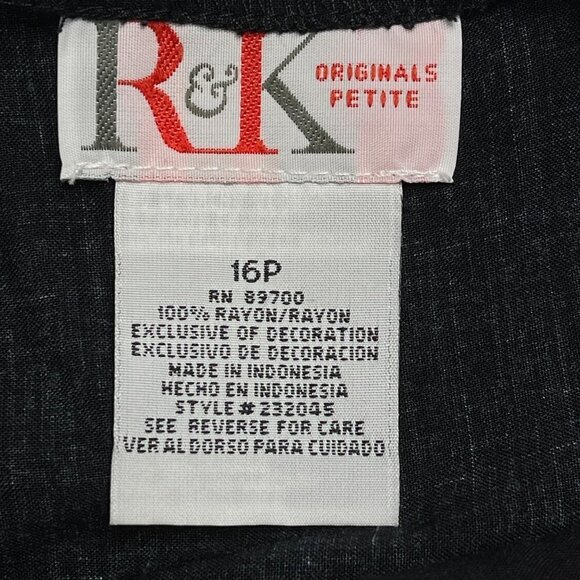 R&K ORIGINALS
PETITE
16P
RN 89700
100% RAYON/RAYON
EXCLUSIVE OF DECORATION
EXCLUSIVO DE DECORACIÓN
MADE IN INDONESIA
HECHO EN INDONESIA
STYLE# 232045
SEE REVERSE FOR CARE
VER AL DORSO PARA CUIDADO